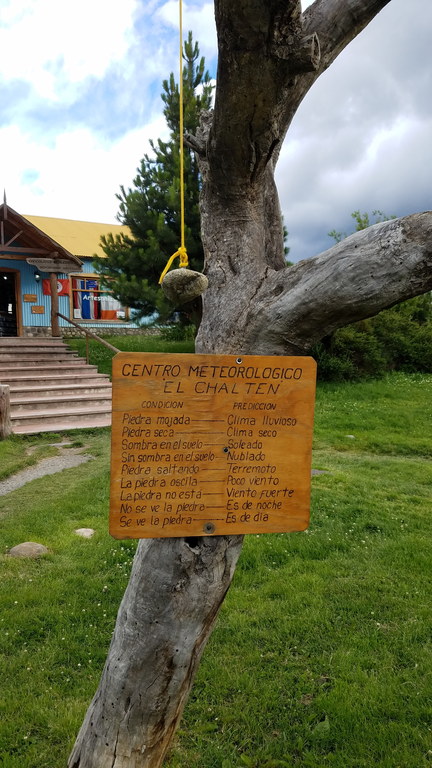 CENTRO METEOROLOGICO
EL CHALTEN
CONDICION PREDICCION
Piedra mojada Clima lluvioso
Piedra seca Clima seco
Sombra en el suelo Soleado
Sin sombra en el suelo Nublado
Piedra saltando Terremoto
La piedra oscila Poco viento
La piedra no está Viento fuerte
No se ve la piedra Es de noche
Se ve la piedra Es de día